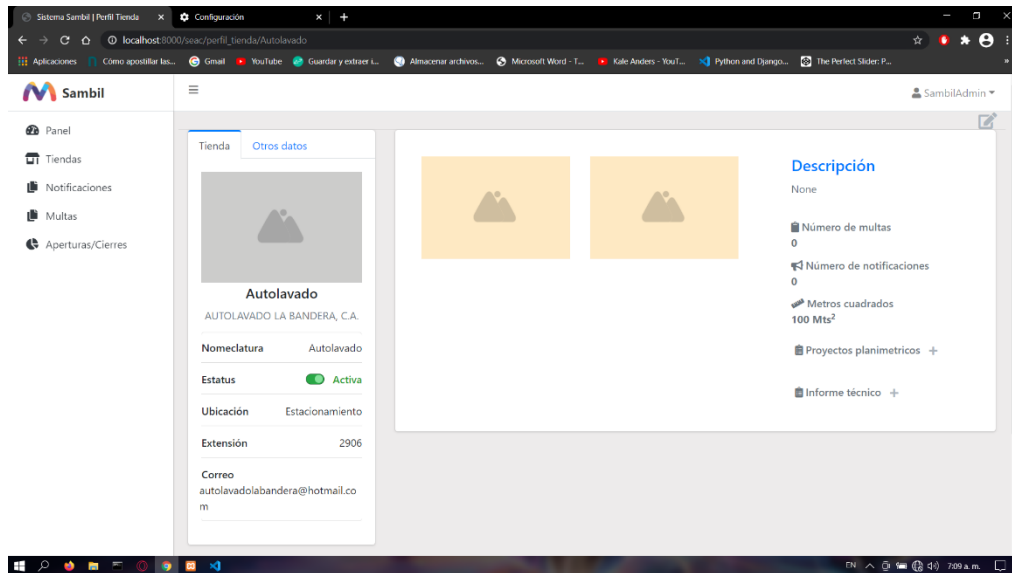 Sistema Sambil | Perfil Tienda
Configuración
localhost:8000/seac/perfil_tienda/Autolavado
Aplicaciones
Cómo apostillar las...
Gmail
YouTube
Guardar y extraer i...
Almacenar archivos...
Microsoft Word - T...
Kale Anders - YouT...
Python and Django...
The Perfect Slider: P...
Sambil
SambilAdmin
Panel
Tiendas
Notificaciones
Multas
Aperturas/Cierres
Tienda
Otros datos
Autolavado
AUTOLAVADO LA BANDERA, C.A.
Nomeclatura Autolavado
Estatus Activa
Ubicación Estacionamiento
Extensión 2906
Correo
autolavadolabandera@hotmail.co
m
Descripción
None
Número de multas
0
Número de notificaciones
0
Metros cuadrados
100 Mts²
Proyectos planimetricos +
Informe técnico +
EN
7:09 a. m.